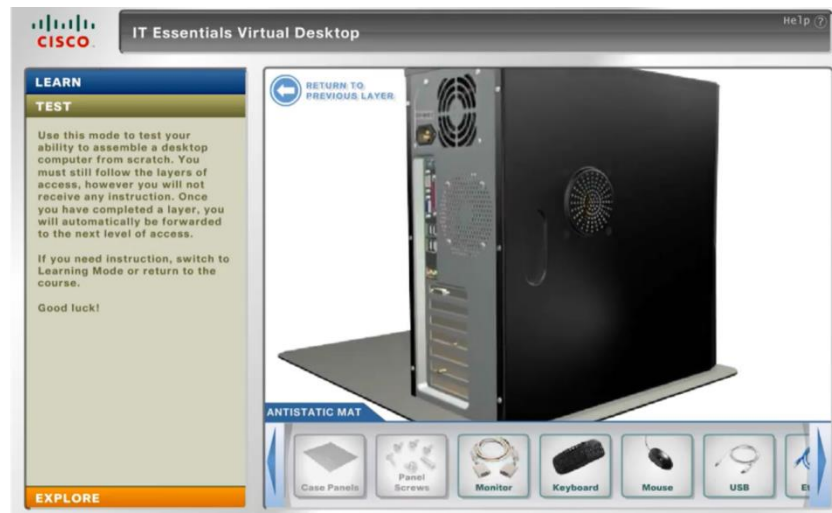 CISCO
IT Essentials Virtual Desktop
Help ?
LEARN
TEST
Use this mode to test your
ability to assemble a desktop
computer from scratch. You
must still follow the layers of
access, however you will not
receive any instruction. Once
you have completed a layer, you
will automatically be forwarded
to the next level of access.
If you need instruction, switch to
Learning Mode or return to the
course.
Good luck!
EXPLORE
RETURN TO
PREVIOUS LAYER
ANTISTATIC MAT
Case Panels
Panel
Screws
Monitor
Keyboard
Mouse
USB